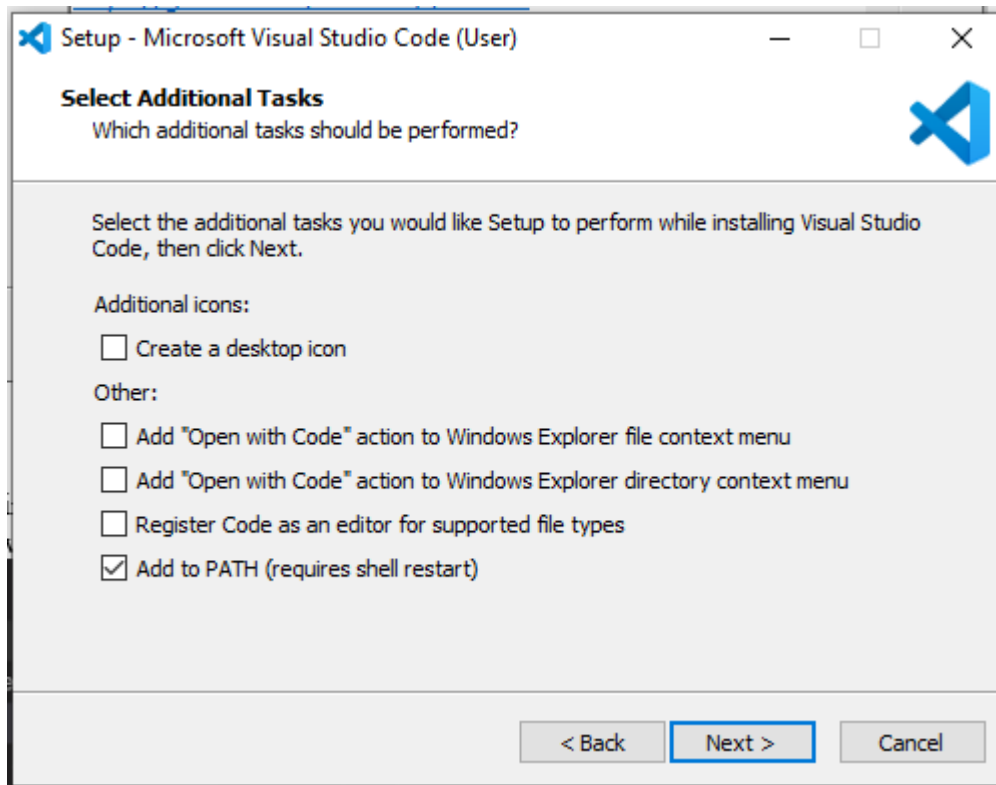 Setup - Microsoft Visual Studio Code (User)
Select Additional Tasks
Which additional tasks should be performed?
Select the additional tasks you would like Setup to perform while installing Visual Studio
Code, then click Next.
Additional icons:
Create a desktop icon
Other:
Add "Open with Code" action to Windows Explorer file context menu
Add "Open with Code" action to Windows Explorer directory context menu
Register Code as an editor for supported file types
Add to PATH (requires shell restart)
< Back Next > Cancel